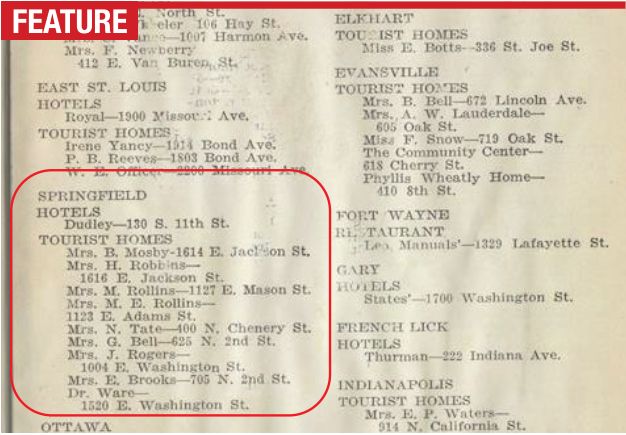 FEATURE
N. North St.
eeler 106 Hay St.
1007 Harmon Ave.
Mrs. F. Newberry
412 E. Van Buren, St.
EAST ST. LOUIS
HOTELS
Royal—1900 Missouri Ave.
TOURIST HOMES
Irene Yancy—1914 Bond Ave.
P. B. Reeves—1803 Bond Ave.
W. E. Officer—2200 Missouri Ave.
SPRINGFIELD
HOTELS
Dudley—130 S. 11th St.
TOURIST HOMES
Mrs. B. Mosby-1614 E. Jackson St.
Mrs. H. Robbins—
1616 E. Jackson St.
Mrs. M. Rollins—1127 E. Mason St.
Mrs. M. E. Rollins—
1123 E. Adams St.
Mrs. N. Tate—400 N. Chenery St.
Mrs. G. Bell—625 N. 2nd St.
Mrs. J. Rogers—
1004 E. Washington St.
Mrs. E. Brooks—705 N. 2nd St.
Dr. Ware—
1520 E. Washington St.
OTTAWA
ELKHART
TOURIST HOMES
Miss E. Botts—336 St. Joe St.
EVANSVILLE
TOURIST HOMES
Mrs. B. Bell—672 Lincoln Ave.
Mrs. A. W. Lauderdale—
605 Oak St.
Miss F. Snow—719 Oak St.
The Community Center—
618 Cherry St.
Phyllis Wheatly Home—
410 8th St.
FORT WAYNE
RESTAURANT
Leo Manuals'—1329 Lafayette St.
GARY
HOTELS
States'—1700 Washington St.
FRENCH LICK
HOTELS
Thurman—222 Indiana Ave.
INDIANAPOLIS
TOURIST HOMES
Mrs. E. P. Waters—
914 N. California St.